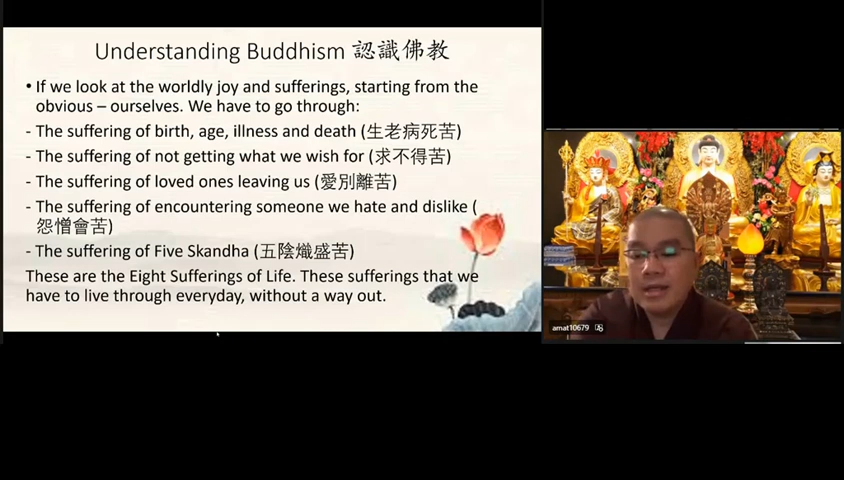 Understanding Buddhism 認識佛教
• If we look at the worldly joy and sufferings, starting from the
obvious – ourselves. We have to go through:
- The suffering of birth, age, illness and death (生老病死苦)
- The suffering of not getting what we wish for (求不得苦)
- The suffering of loved ones leaving us (愛別離苦)
- The suffering of encountering someone we hate and dislike (
怨憎會苦)
- The suffering of Five Skandha (五陰熾盛苦)
These are the Eight Sufferings of Life. These sufferings that we
have to live through everyday, without a way out.
amat10679